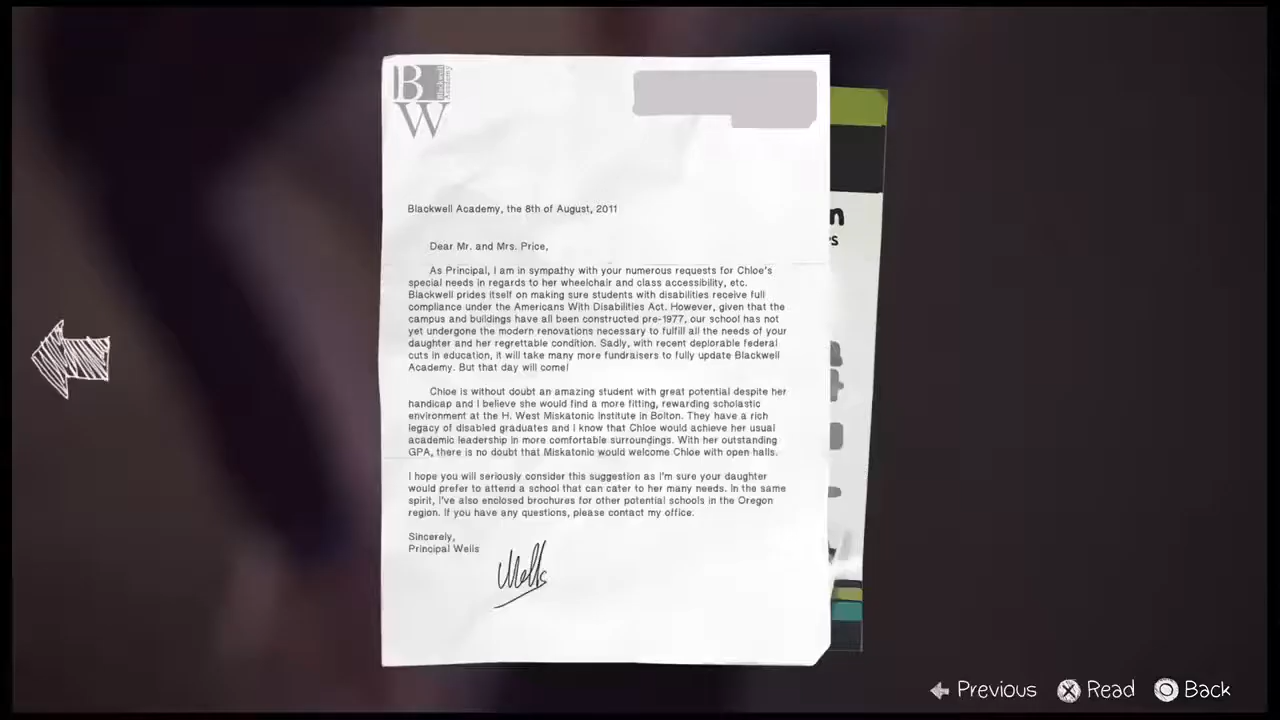 B Blackwell Academy
W
Blackwell Academy, the 8th of August, 2011
Dear Mr. and Mrs. Price,
As Principal, I am in sympathy with your numerous requests for Chloe's
special needs in regards to her wheelchair and class accessibility, etc.
Blackwell prides itself on making sure students with disabilities receive full
compliance under the Americans With Disabilities Act. However, given that the
campus and buildings have all been constructed pre-1977, our school has not
yet undergone the modern renovations necessary to fulfill all the needs of your
daughter and her regrettable condition. Sadly, with recent deplorable federal
cuts in education, it will take many more fundraisers to fully update Blackwell
Academy. But that day will come!
Chloe is without doubt an amazing student with great potential despite her
handicap and I believe she would find a more fitting, rewarding scholastic
environment at the H. West Miskatonic Institute in Bolton. They have a rich
legacy of disabled graduates and I know that Chloe would achieve her usual
academic leadership in more comfortable surroundings. With her outstanding
GPA, there is no doubt that Miskatonic would welcome Chloe with open halls.
I hope you will seriously consider this suggestion as I'm sure your daughter
would prefer to attend a school that can cater to her many needs. In the same
spirit, I've also enclosed brochures for other potential schools in the Oregon
region. If you have any questions, please contact my office.
Sincerely,
Principal Wells
Wells
n
s
Previous Read Back